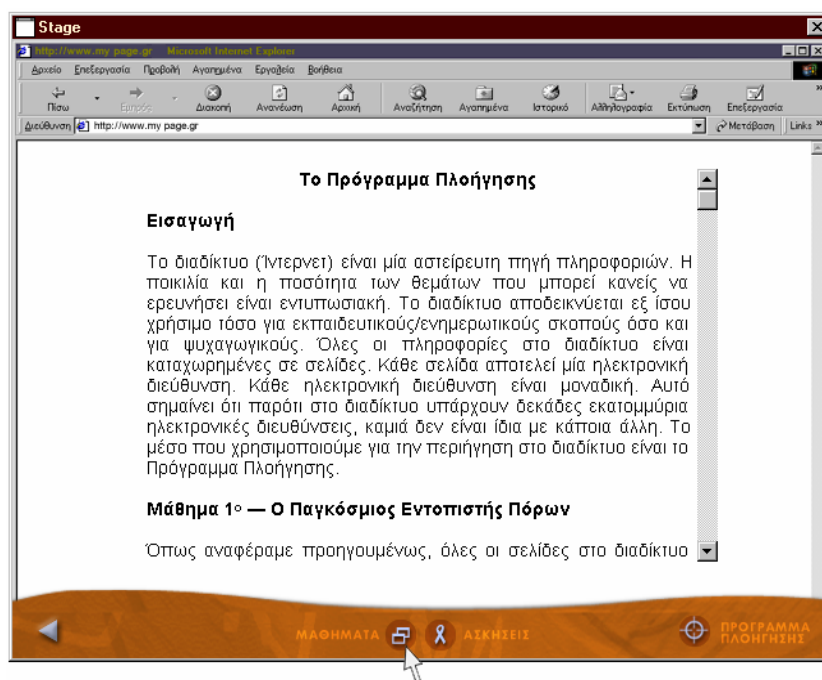 Stage
http://www.my page.gr Microsoft Internet Explorer
Αρχείο Επεξεργασία Προβολή Αγαπημένα Εργαλεία Βοήθεια
Πίσω Εμπρός Διακοπή Ανανέωση Αρχική Αναζήτηση Αγαπημένα Ιστορικό Αλληλογραφία Εκτύπωση Επεξεργασία
Διεύθυνση http://www.my page.gr Μετάβαση Links
Το Πρόγραμμα Πλοήγησης
Εισαγωγή
Το διαδίκτυο (Ίντερνετ) είναι μία αστείρευτη πηγή πληροφοριών. Η
ποικιλία και η ποσότητα των θεμάτων που μπορεί κανείς να
ερευνήσει είναι εντυπωσιακή. Το διαδίκτυο αποδεικνύεται εξ ίσου
χρήσιμο τόσο για εκπαιδευτικούς/ενημερωτικούς σκοπούς όσο και
για ψυχαγωγικούς. Όλες οι πληροφορίες στο διαδίκτυο είναι
καταχωρημένες σε σελίδες. Κάθε σελίδα αποτελεί μία ηλεκτρονική
διεύθυνση. Κάθε ηλεκτρονική διεύθυνση είναι μοναδική. Αυτό
σημαίνει ότι παρότι στο διαδίκτυο υπάρχουν δεκάδες εκατομμύρια
ηλεκτρονικές διευθύνσεις, καμιά δεν είναι ίδια με κάποια άλλη. Το
μέσο που χρησιμοποιούμε για την περιήγηση στο διαδίκτυο είναι το
Πρόγραμμα Πλοήγησης.
Μάθημα 1ο — Ο Παγκόσμιος Εντοπιστής Πόρων
Όπως αναφέραμε προηγουμένως, όλες οι σελίδες στο διαδίκτυο
ΜΑΘΗΜΑΤΑ ΑΣΚΗΣΕΙΣ
ΠΡΟΓΡΑΜΜΑ
ΠΛΟΗΓΗΣΗΣ